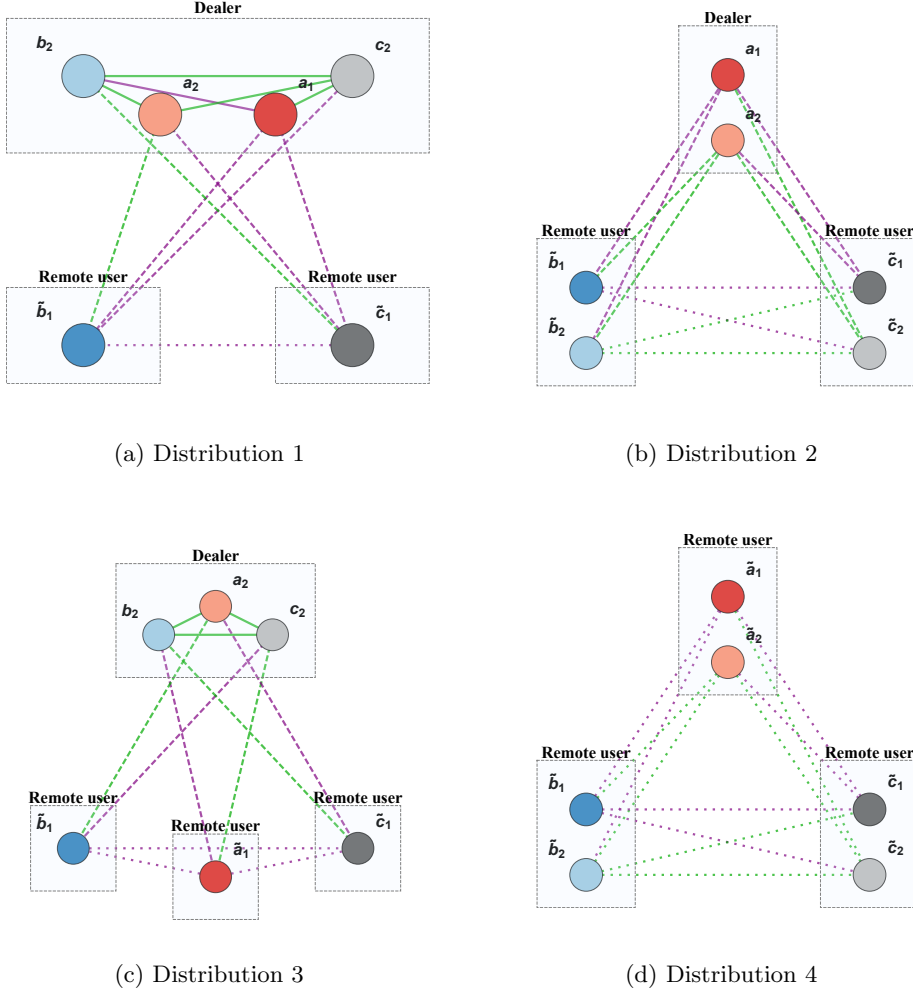 Dealer
b₂
c₂
a₂
a₁
Remote user
Remote user
b̃₁
c̃₁
(a) Distribution 1
Dealer
a₁
a₂
Remote user
Remote user
b̃₁
c̃₁
b̃₂
c̃₂
(b) Distribution 2
Dealer
a₂
b₂
c₂
Remote user
Remote user
Remote user
b̃₁
ã₁
c̃₁
(c) Distribution 3
Remote user
ã₁
ã₂
Remote user
Remote user
b̃₁
c̃₁
b̃₂
c̃₂
(d) Distribution 4